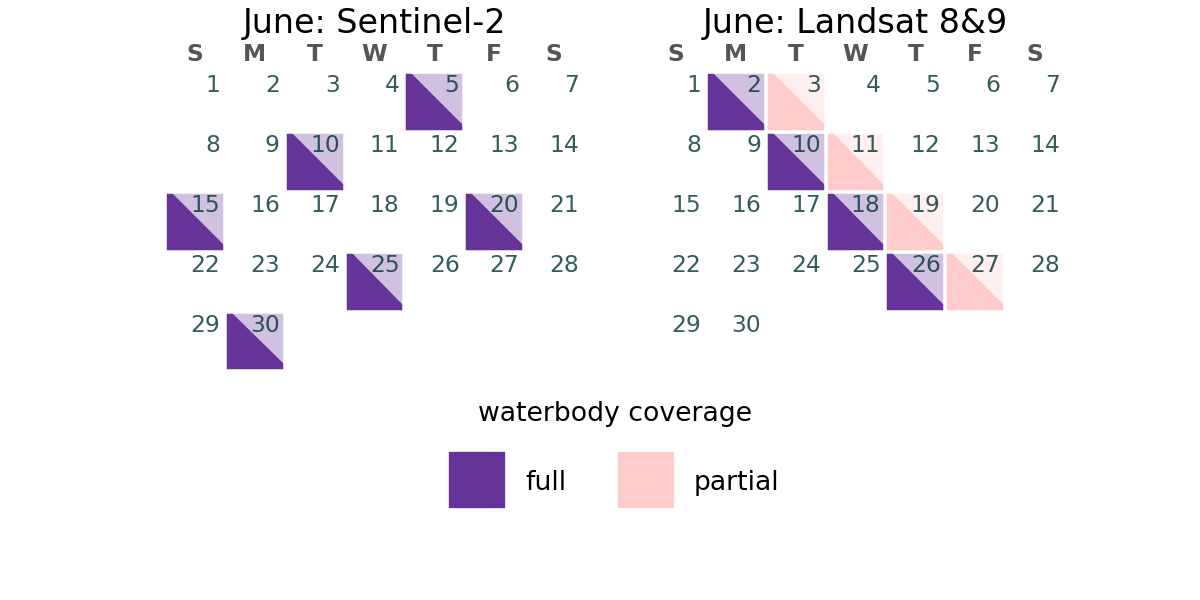 June: Sentinel-2
S M T W T F S
1 2 3 4 5 6 7
8 9 10 11 12 13 14
15 16 17 18 19 20 21
22 23 24 25 26 27 28
29 30
June: Landsat 8&9
S M T W T F S
1 2 3 4 5 6 7
8 9 10 11 12 13 14
15 16 17 18 19 20 21
22 23 24 25 26 27 28
29 30
waterbody coverage
full partial